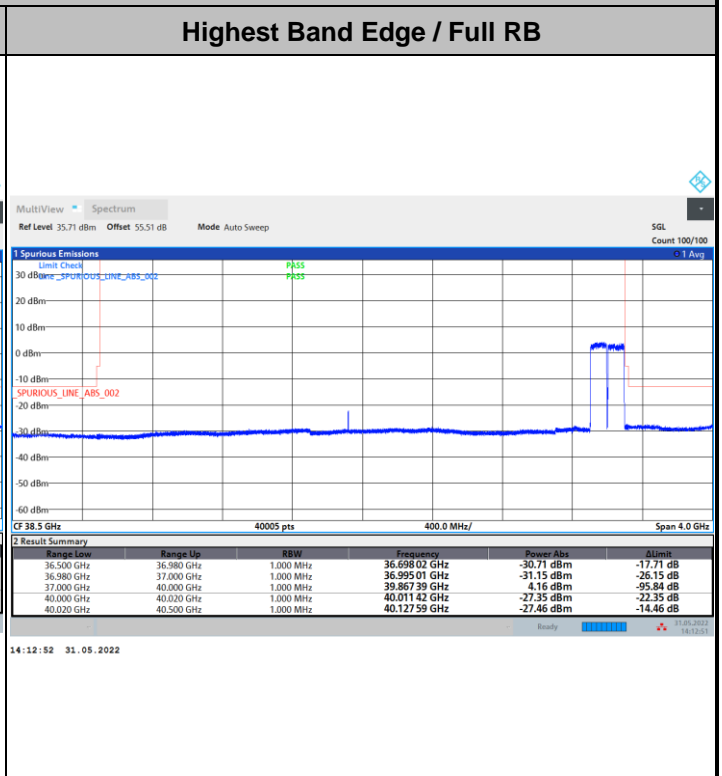 Highest Band Edge / Full RB
MultiView Spectrum
Ref Level 35.71 dBm Offset 55.51 dB Mode Auto Sweep SGL
Count 100/100
1 Spurious Emissions 1 Avg
Limit Check PASS
30 dBm Line _SPURIOUS_LINE_ABS_002 PASS
20 dBm
10 dBm
0 dBm
-10 dBm
_SPURIOUS_LINE_ABS_002
-20 dBm
-30 dBm
-40 dBm
-50 dBm
-60 dBm
CF 38.5 GHz 40005 pts 400.0 MHz/ Span 4.0 GHz
2 Result Summary
Range Low Range Up RBW Frequency Power Abs ΔLimit
36.500 GHz 36.980 GHz 1.000 MHz 36.698 02 GHz -30.71 dBm -17.71 dB
36.980 GHz 37.000 GHz 1.000 MHz 36.995 01 GHz -31.15 dBm -26.15 dB
37.000 GHz 40.000 GHz 1.000 MHz 39.867 39 GHz 4.16 dBm -95.84 dB
40.000 GHz 40.020 GHz 1.000 MHz 40.011 42 GHz -27.35 dBm -22.35 dB
40.020 GHz 40.500 GHz 1.000 MHz 40.127 59 GHz -27.46 dBm -14.46 dB
Ready 31.05.2022
14:12:51
14:12:52 31.05.2022